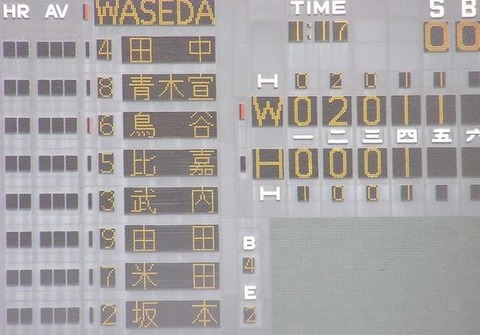 HR AV WASEDA
4 田中
8 青木宣
6 鳥谷
5 比嘉
3 武内
9 由田
7 米田
2 坂本
TIME S B
1:17 0 0
H 0 2 0 1 1
W 0 2 0 1 1
一 二 三 四 五 六
H 0 0 0 1
H 1 0 0 1
B
4
E
2